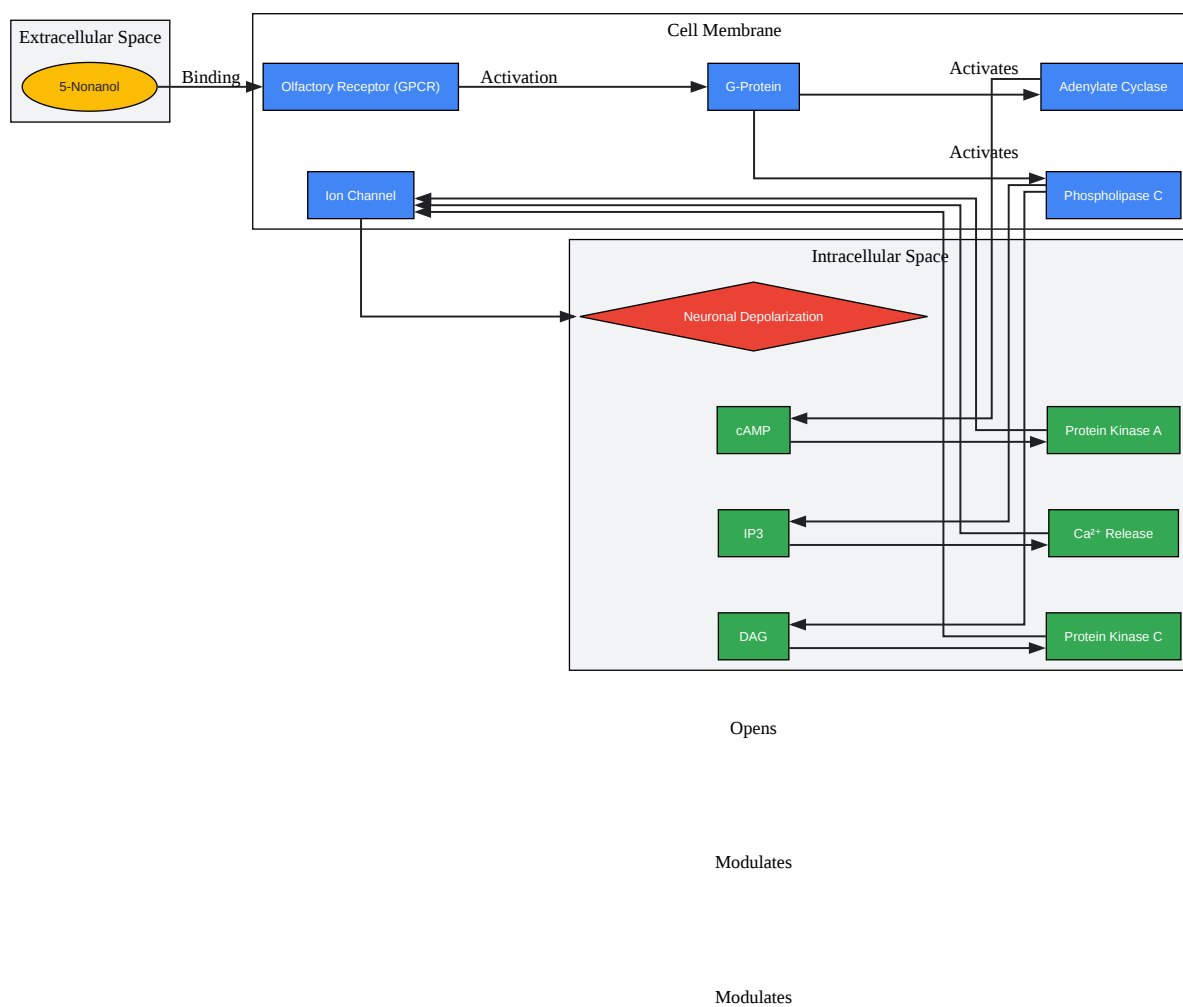 Extracellular Space
Cell Membrane
5-Nonanol
Binding
Olfactory Receptor (GPCR)
Activation
G-Protein
Activates
Adenylate Cyclase
Activates
Ion Channel
Phospholipase C
Intracellular Space
Neuronal Depolarization
cAMP
Protein Kinase A
IP3
Ca²⁺ Release
DAG
Protein Kinase C
Opens
Modulates
Modulates